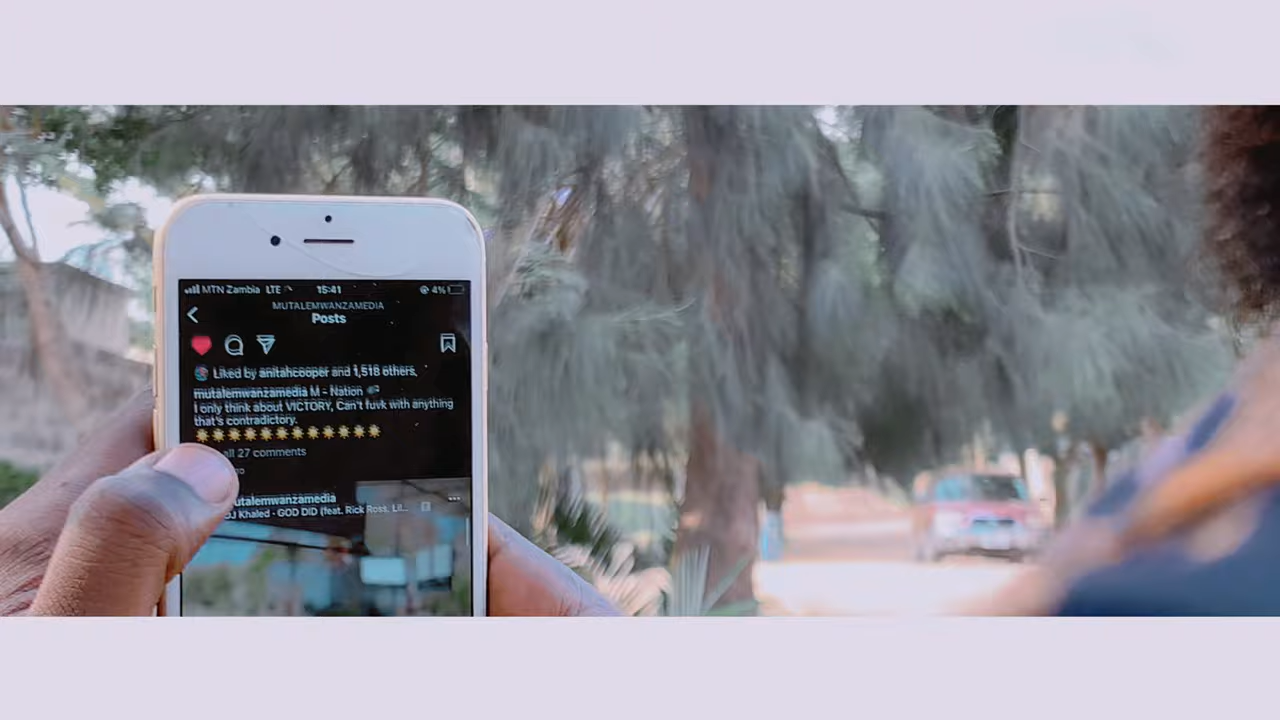 MTN Zambia LTE 15:41 4%
MUTALEMWANZAMEDIA
Posts
Liked by anitahcooper and 1,518 others,
mutalemwanzamedia M - Nation
I only think about VICTORY, Can't fuvk with anything
that's contradictory.
all 27 comments
utalemwanzamedia
DJ Khaled - GOD DID (feat. Rick Ross, Lil...